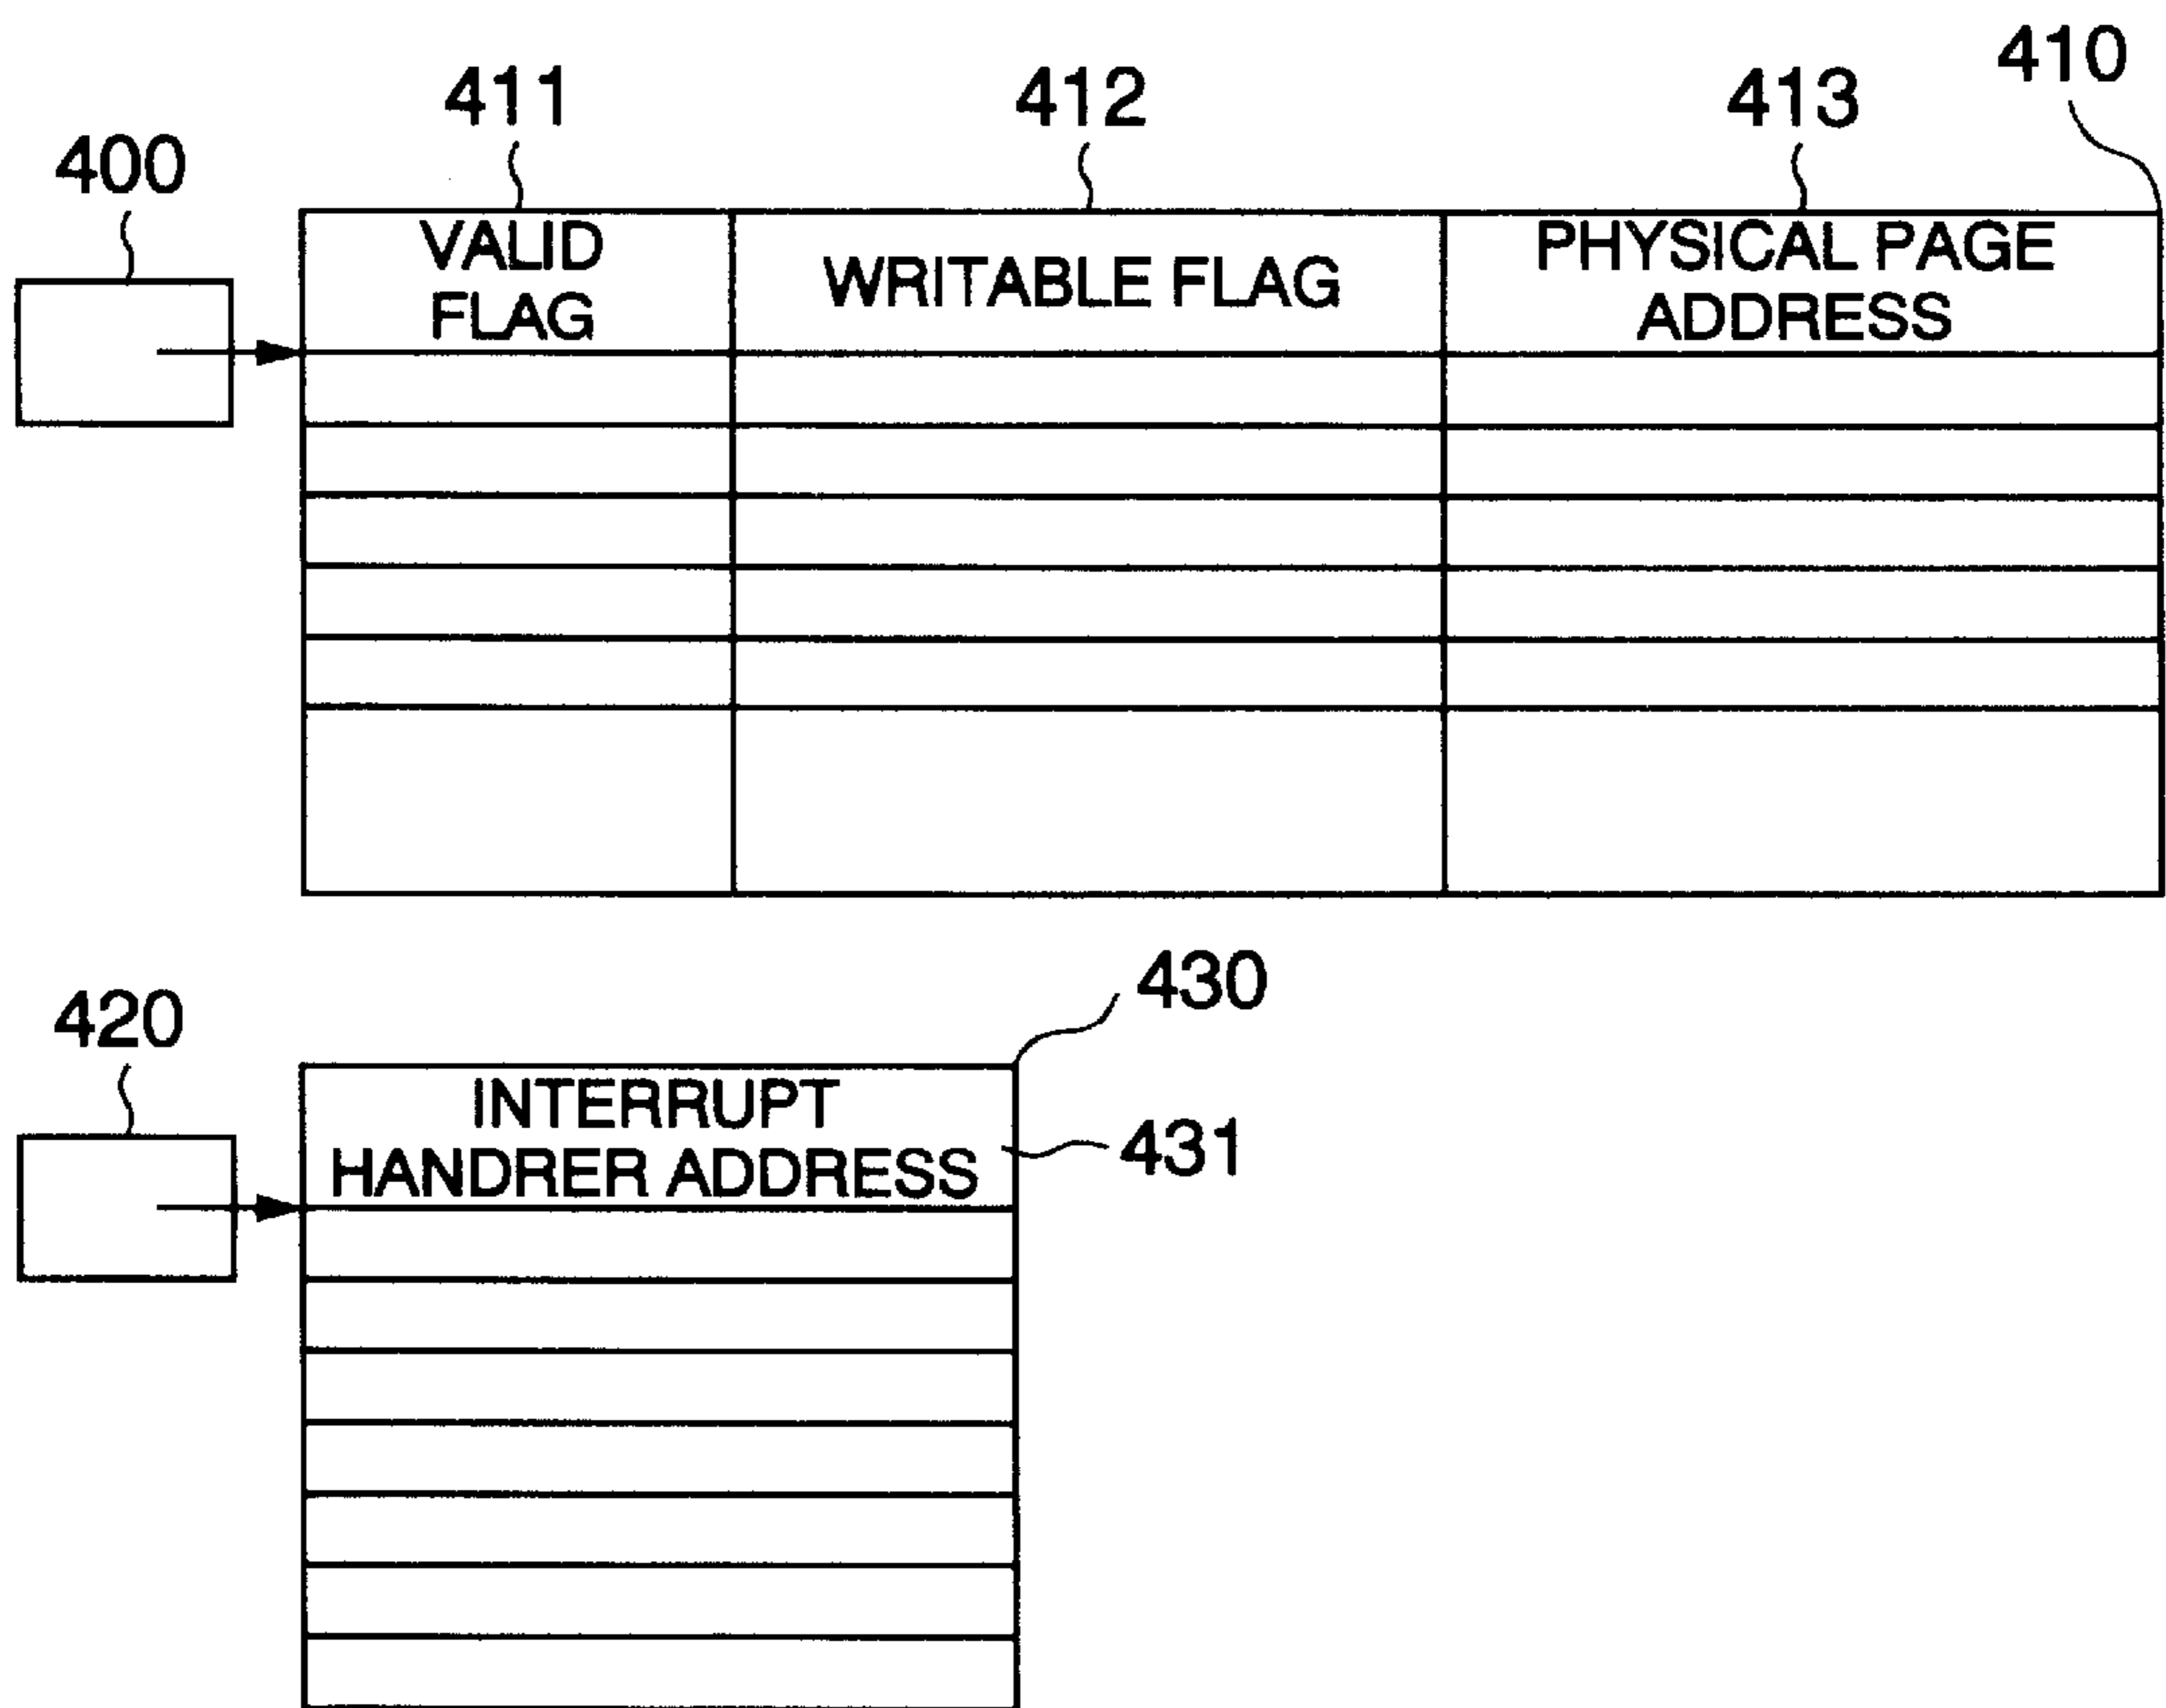 410
411
412
413
400
VALID
FLAG
WRITABLE FLAG
PHYSICAL PAGE
ADDRESS
430
420
INTERRUPT
HANDRER ADDRESS
431